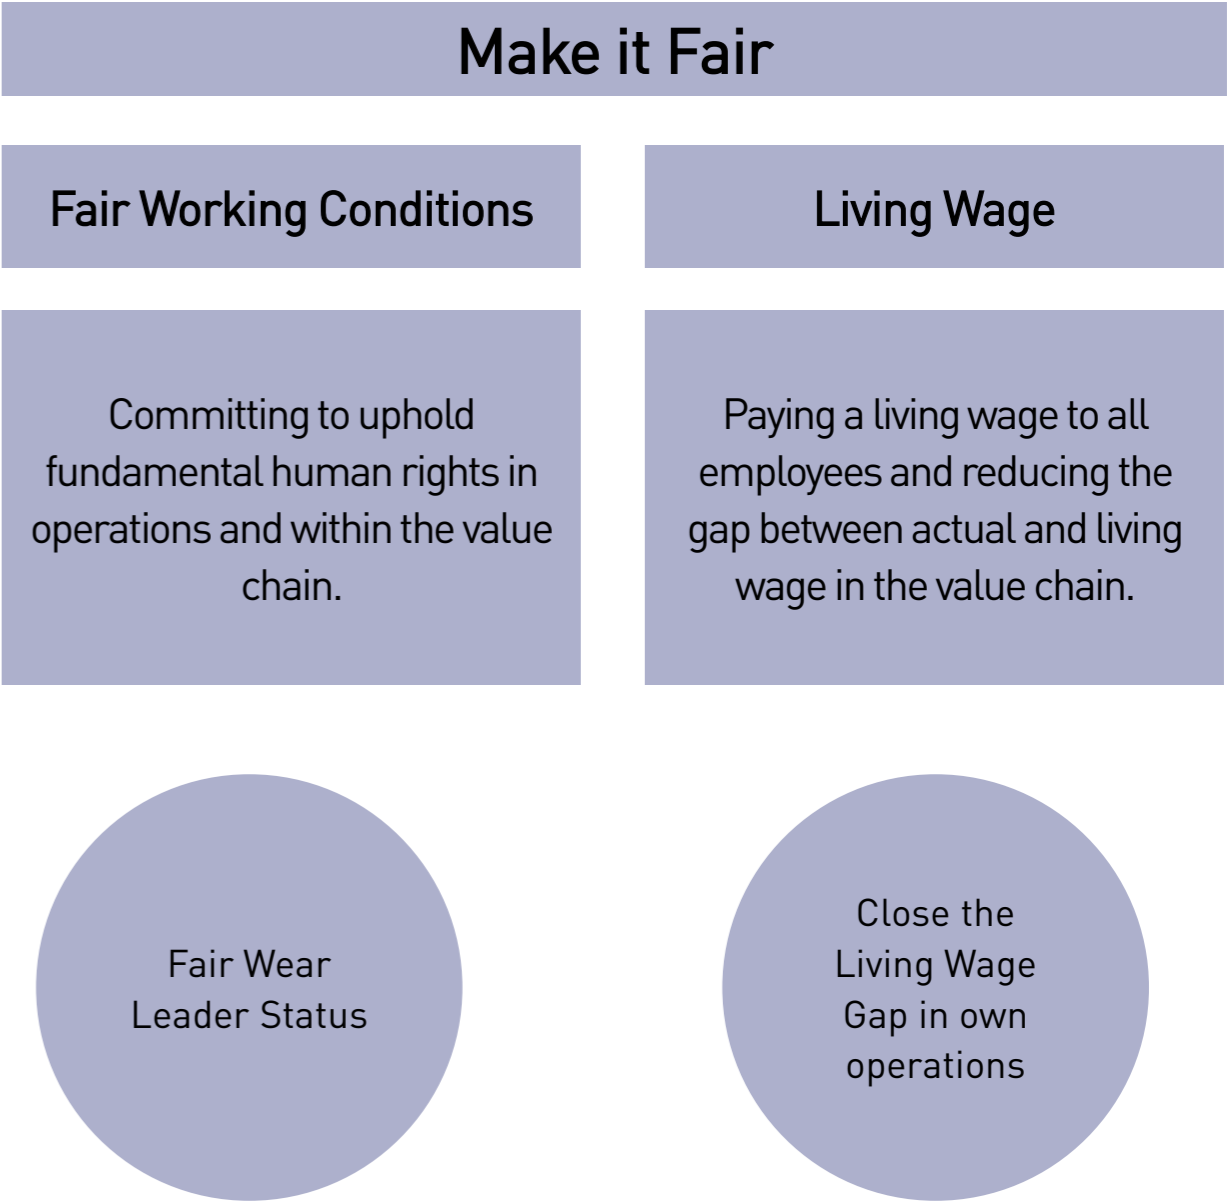 Make it Fair
Fair Working Conditions
Committing to uphold
fundamental human rights in
operations and within the value
chain.
Living Wage
Paying a living wage to all
employees and reducing the
gap between actual and living
wage in the value chain.
Fair Wear
Leader Status
Close the
Living Wage
Gap in own
operations